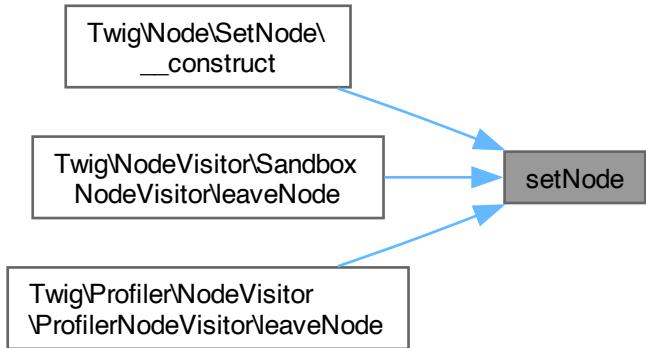 Twig\Node\SetNode\
__construct
Twig\NodeVisitor\Sandbox
NodeVisitor\leaveNode
setNode
Twig\Profiler\NodeVisitor
\ProfilerNodeVisitor\leaveNode